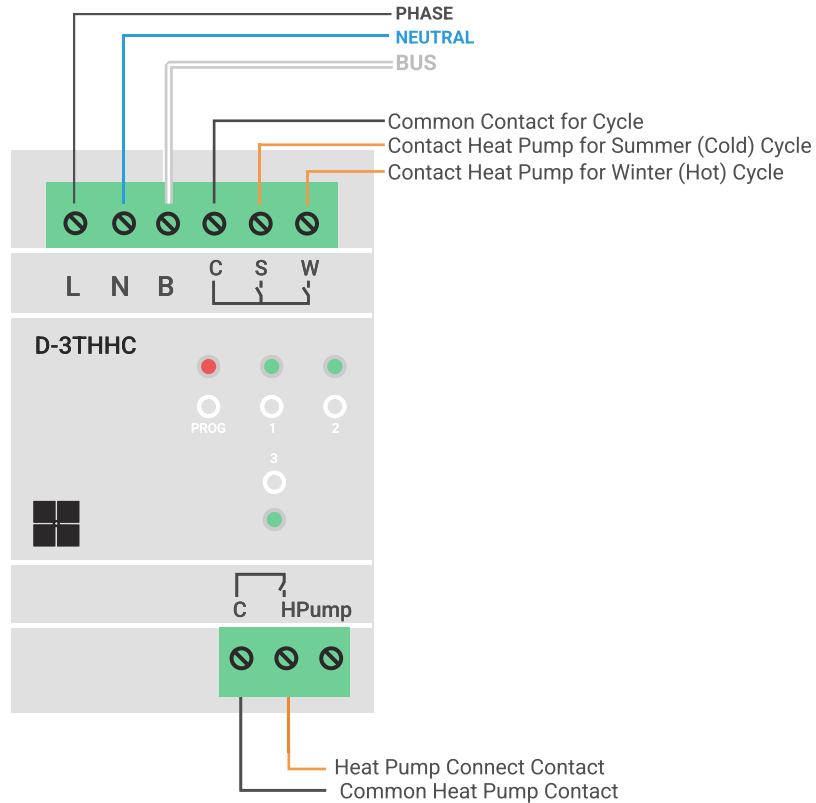 PHASE
NEUTRAL
BUS
Common Contact for Cycle
Contact Heat Pump for Summer (Cold) Cycle
Contact Heat Pump for Winter (Hot) Cycle
L N B C S W
D-3THHC
PROG 1 2
3
C HPump
Heat Pump Connect Contact
Common Heat Pump Contact